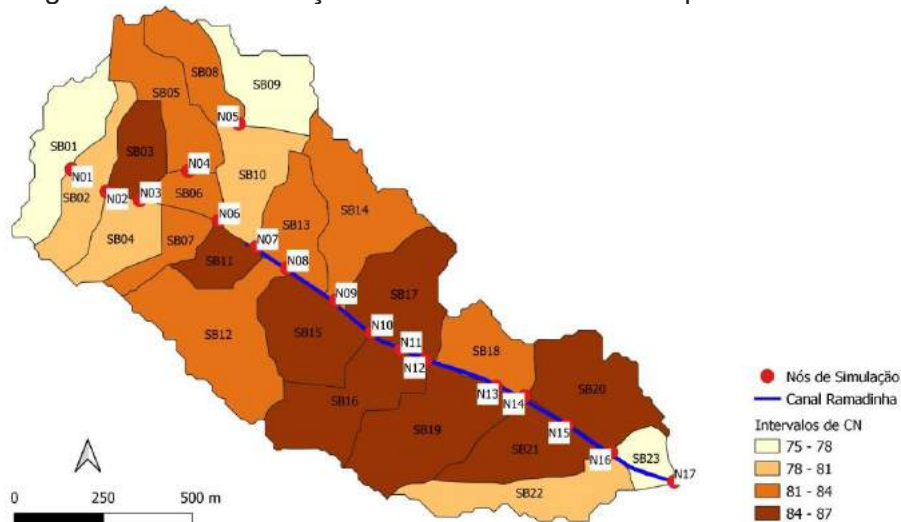 SB08
SB09
SB05
N05
SB01
SB03
N04
N01
SB10
SB02
N02
N03
SB06
SB14
N06
SB04
SB13
SB07
N07
SB11
N08
SB17
N09
SB12
SB15
N10
N11
SB18
N12
SB20
N13
SB16
N14
SB19
N15
SB21
N16
SB23
N17
SB22
0 250 500 m
Nós de Simulação
Canal Ramadinha
Intervalos de CN
75 - 78
78 - 81
81 - 84
84 - 87